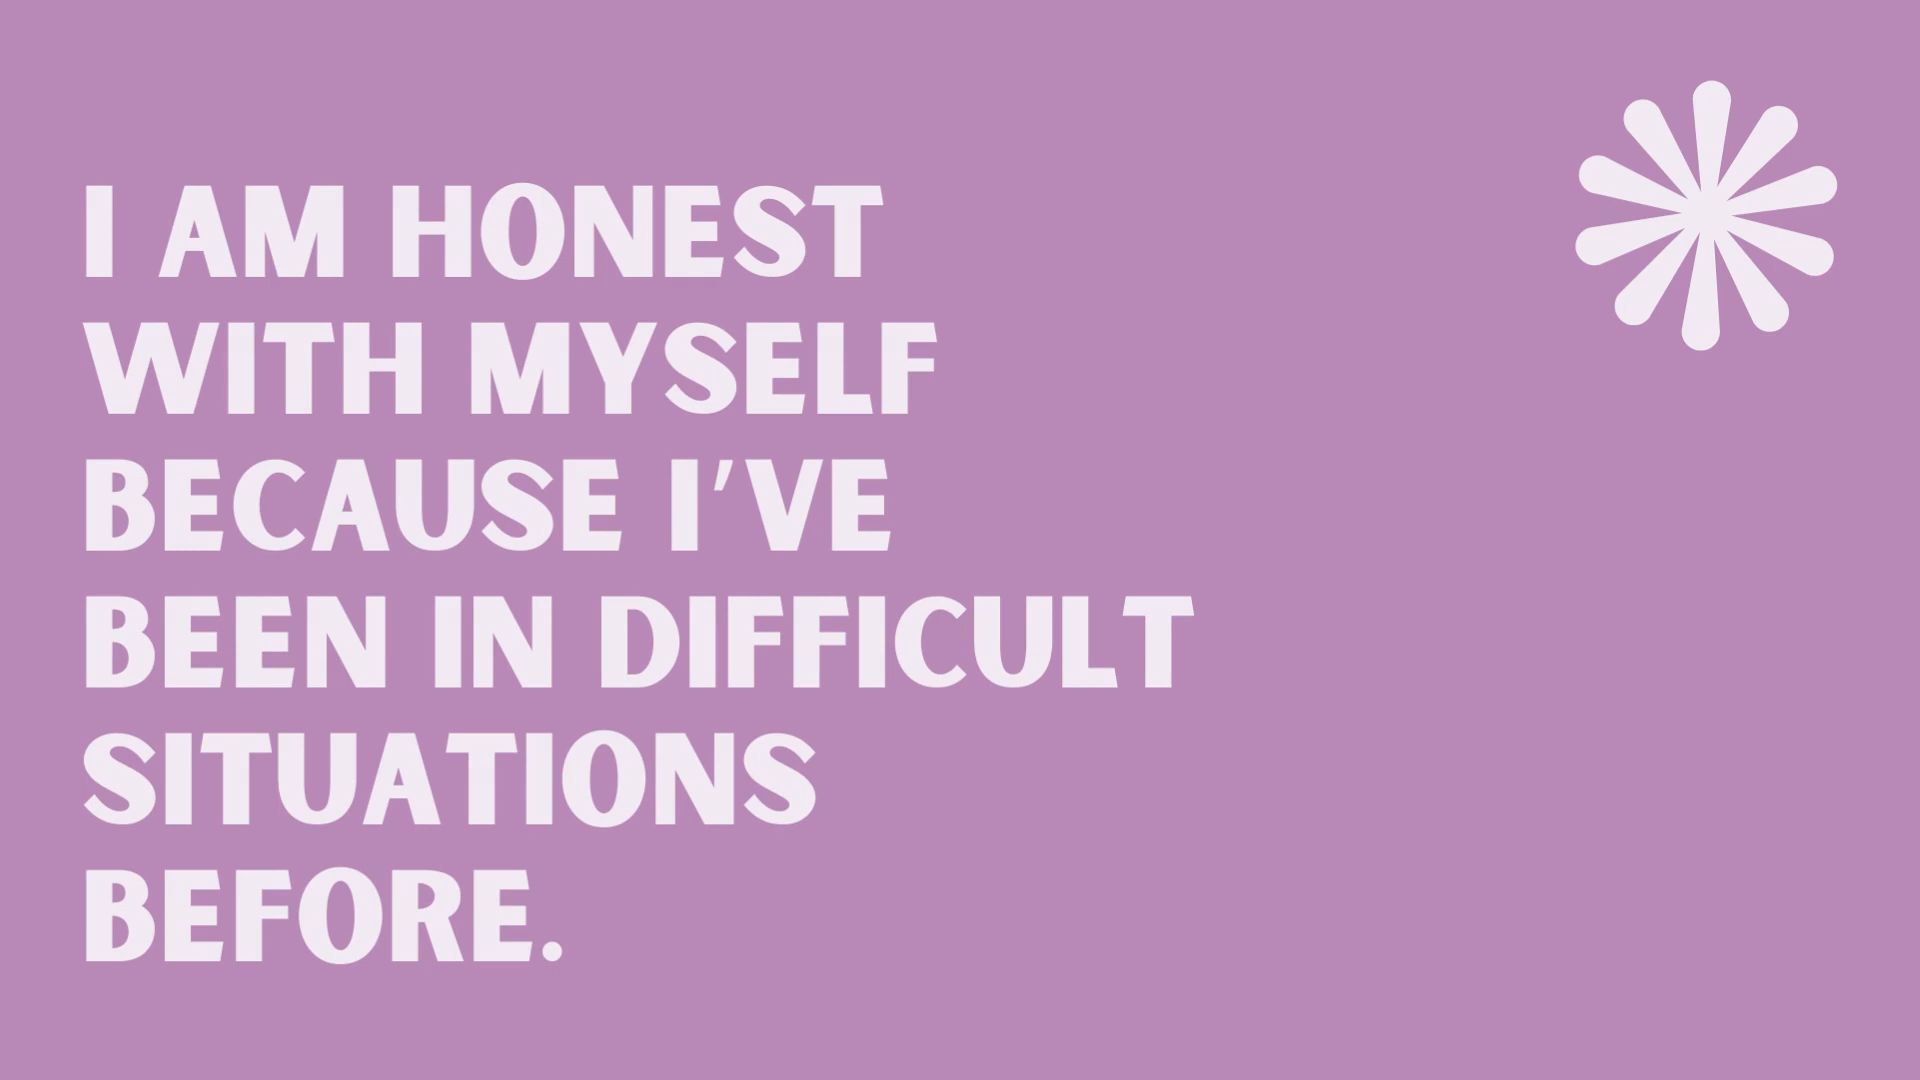 I AM HONEST
WITH MYSELF
BECAUSE I'VE
BEEN IN DIFFICULT
SITUATIONS
BEFORE.